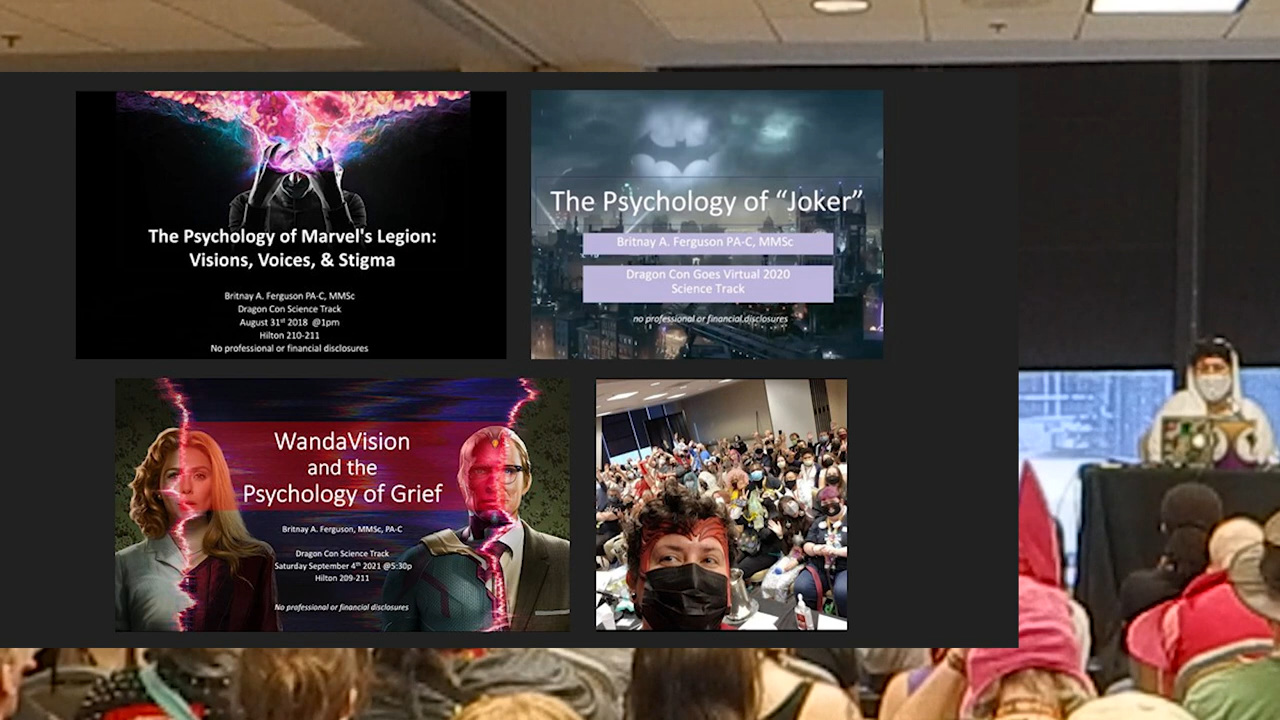 The Psychology of Marvel's Legion:
Visions, Voices, & Stigma
Britnay A. Ferguson PA-C, MMSc
Dragon Con Science Track
August 31st 2018 @1pm
Hilton 210-211
No professional or financial disclosures
The Psychology of “Joker”
Britnay A. Ferguson PA-C, MMSc
Dragon Con Goes Virtual 2020
Science Track
no professional or financial disclosures
WandaVision
and the
Psychology of Grief
Britnay A. Ferguson, MMSc, PA-C
Dragon Con Science Track
Saturday September 4th 2021 @5:30p
Hilton 209-211
No professional or financial disclosures